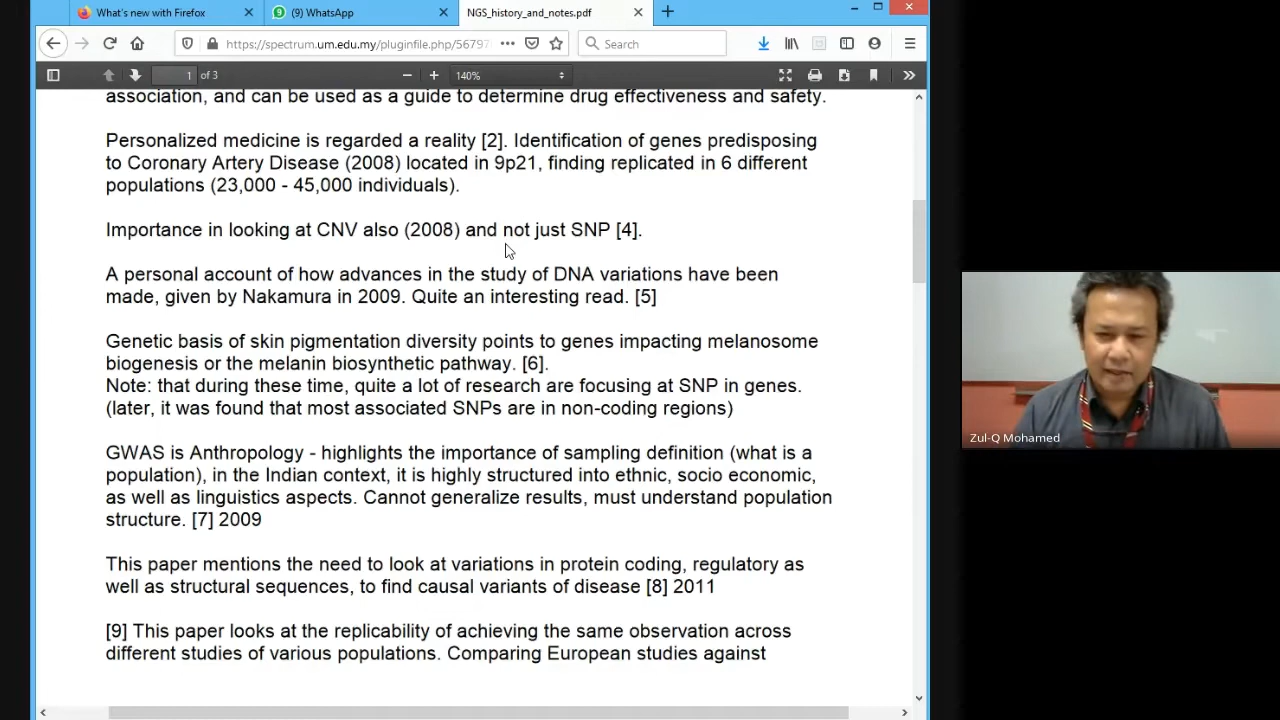 What's new with Firefox
(9) WhatsApp
NGS_history_and_notes.pdf
https://spectrum.um.edu.my/pluginfile.php/56797
Search
1 of 3
140%
association, and can be used as a guide to determine drug effectiveness and safety.
Personalized medicine is regarded a reality [2]. Identification of genes predisposing
to Coronary Artery Disease (2008) located in 9p21, finding replicated in 6 different
populations (23,000 - 45,000 individuals).
Importance in looking at CNV also (2008) and not just SNP [4].
A personal account of how advances in the study of DNA variations have been
made, given by Nakamura in 2009. Quite an interesting read. [5]
Genetic basis of skin pigmentation diversity points to genes impacting melanosome
biogenesis or the melanin biosynthetic pathway. [6].
Note: that during these time, quite a lot of research are focusing at SNP in genes.
(later, it was found that most associated SNPs are in non-coding regions)
GWAS is Anthropology - highlights the importance of sampling definition (what is a
population), in the Indian context, it is highly structured into ethnic, socio economic,
as well as linguistics aspects. Cannot generalize results, must understand population
structure. [7] 2009
This paper mentions the need to look at variations in protein coding, regulatory as
well as structural sequences, to find causal variants of disease [8] 2011
[9] This paper looks at the replicability of achieving the same observation across
different studies of various populations. Comparing European studies against
Zul-Q Mohamed